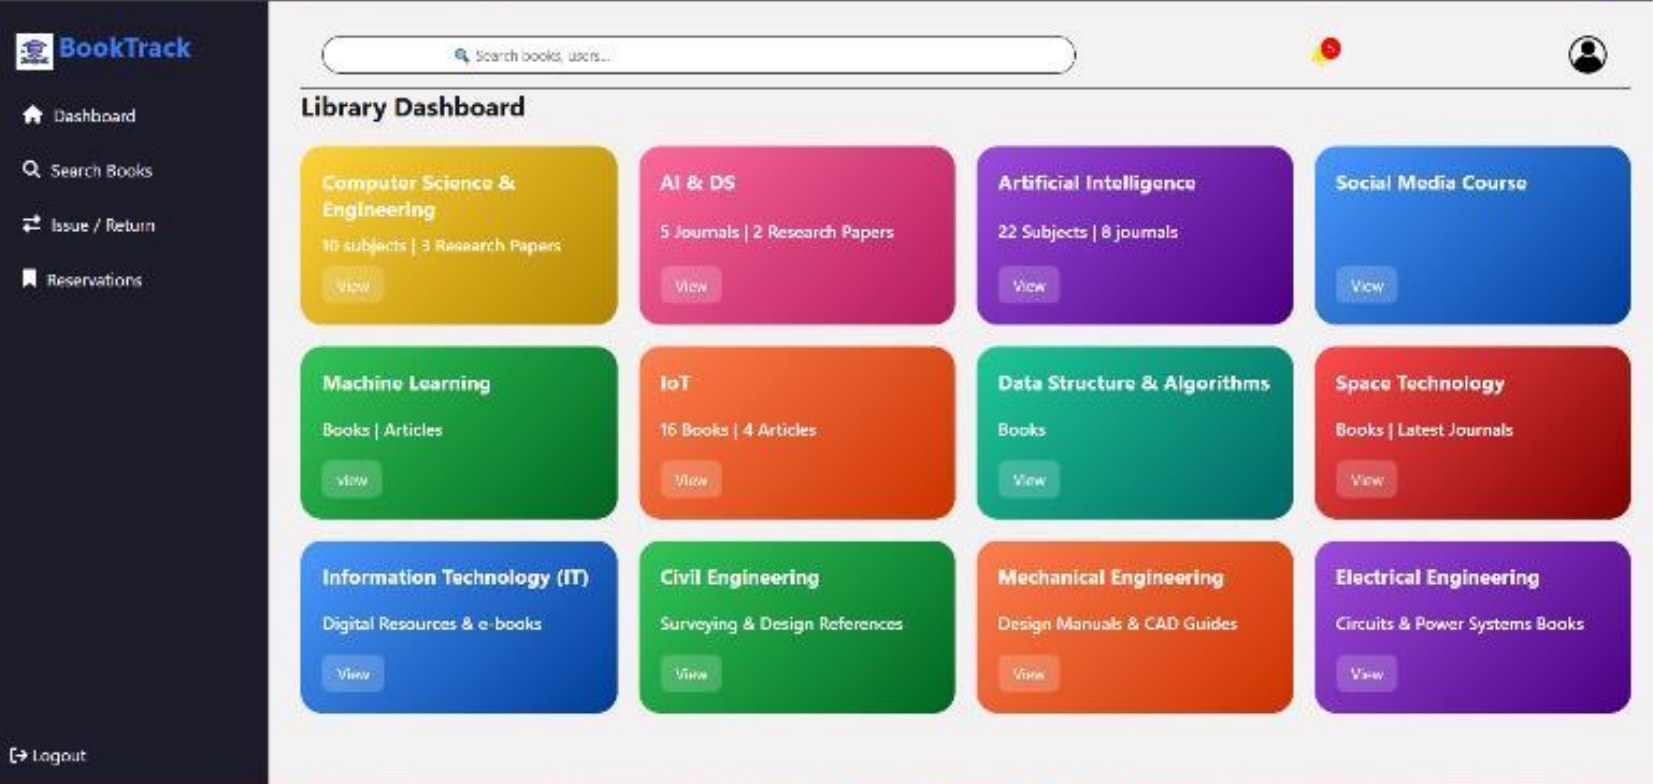 BookTrack
Dashboard
Search Books
Issue / Return
Reservations
Logout
Search books, users...
5
Library Dashboard
Computer Science &
Engineering
10 subjects | 3 Research Papers
View
AI & DS
5 Journals | 2 Research Papers
View
Artificial Intelligence
22 Subjects | 8 journals
View
Social Media Course
View
Machine Learning
Books | Articles
view
IoT
16 Books | 4 Articles
View
Data Structure & Algorithms
Books
View
Space Technology
Books | Latest Journals
View
Information Technology (IT)
Digital Resources & e-books
View
Civil Engineering
Surveying & Design References
View
Mechanical Engineering
Design Manuals & CAD Guides
View
Electrical Engineering
Circuits & Power Systems Books
View